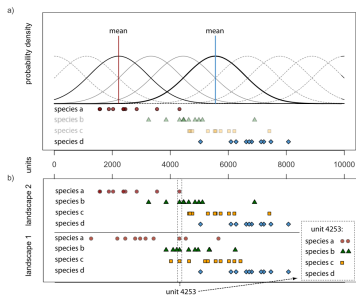 a)
mean mean
probability density
species a
species b
species c
species d
units
0 2000 4000 6000 8000 10000
b)
landscape 2
species a
species b
species c
species d
landscape 1
species a
species b
species c
species d
unit 4253:
species a
species b
species c
species d
unit 4253